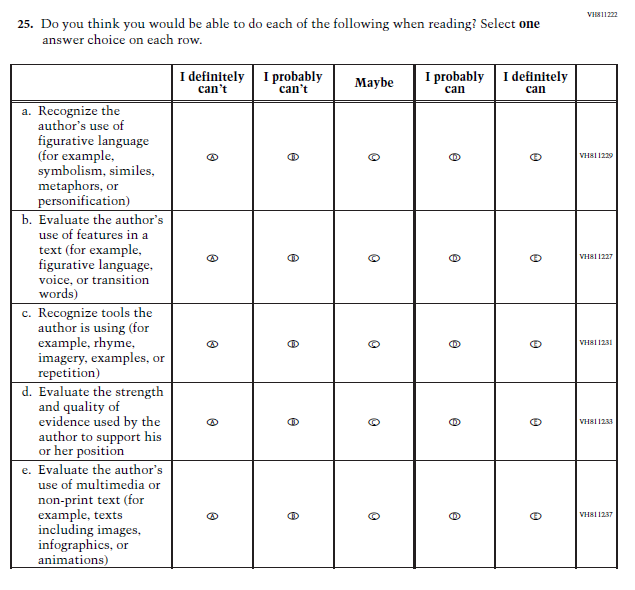 VH811222
25. Do you think you would be able to do each of the following when reading? Select one
answer choice on each row.
I definitely can't
I probably can't
Maybe
I probably can
I definitely can
a. Recognize the
author's use of
figurative language
(for example,
symbolism, similes,
metaphors, or
personification)
A B C D E VH811229
b. Evaluate the author's
use of features in a
text (for example,
figurative language,
voice, or transition
words)
A B C D E VH811227
c. Recognize tools the
author is using (for
example, rhyme,
imagery, examples, or
repetition)
A B C D E VH811231
d. Evaluate the strength
and quality of
evidence used by the
author to support his
or her position
A B C D E VH811233
e. Evaluate the author's
use of multimedia or
non-print text (for
example, texts
including images,
infographics, or
animations)
A B C D E VH811237